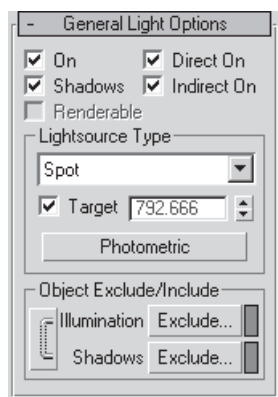 - General Light Options
On Direct On
Shadows Indirect On
Renderable
Lightsource Type
Spot
Target 792.666
Photometric
Object Exclude/Include
Illumination Exclude...
Shadows Exclude...